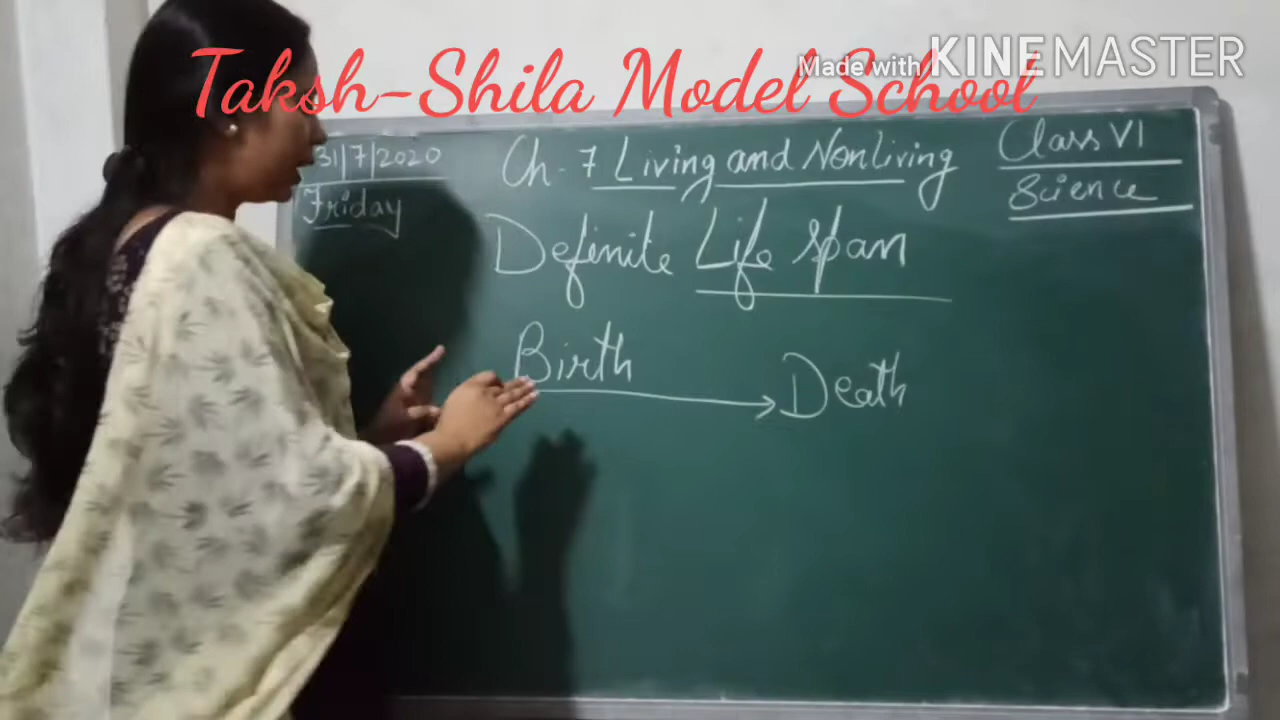 Taksh-Shila Model School
Made with KINEMASTER
31/7/2020
Friday
Ch - 7 Living and NonLiving
Class VI
Science
Definite Life span
Birth
Death